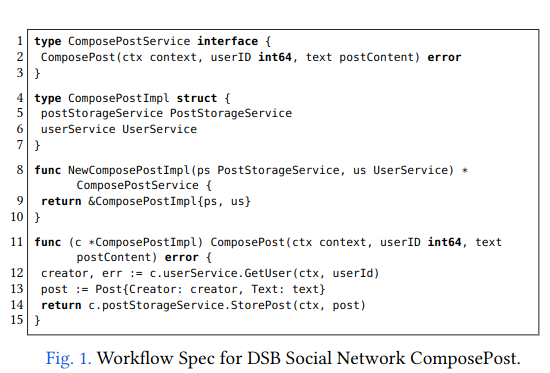 1 type ComposePostService interface {
2 ComposePost(ctx context, userID int64, text postContent) error
3 }
4 type ComposePostImpl struct {
5 postStorageService PostStorageService
6 userService UserService
7 }
8 func NewComposePostImpl(ps PostStorageService, us UserService) *
ComposePostService {
9 return &ComposePostImpl{ps, us}
10 }
11 func (c *ComposePostImpl) ComposePost(ctx context, userID int64, text
postContent) error {
12 creator, err := c.userService.GetUser(ctx, userId)
13 post := Post{Creator: creator, Text: text}
14 return c.postStorageService.StorePost(ctx, post)
15 }
Fig. 1. Workflow Spec for DSB Social Network ComposePost.